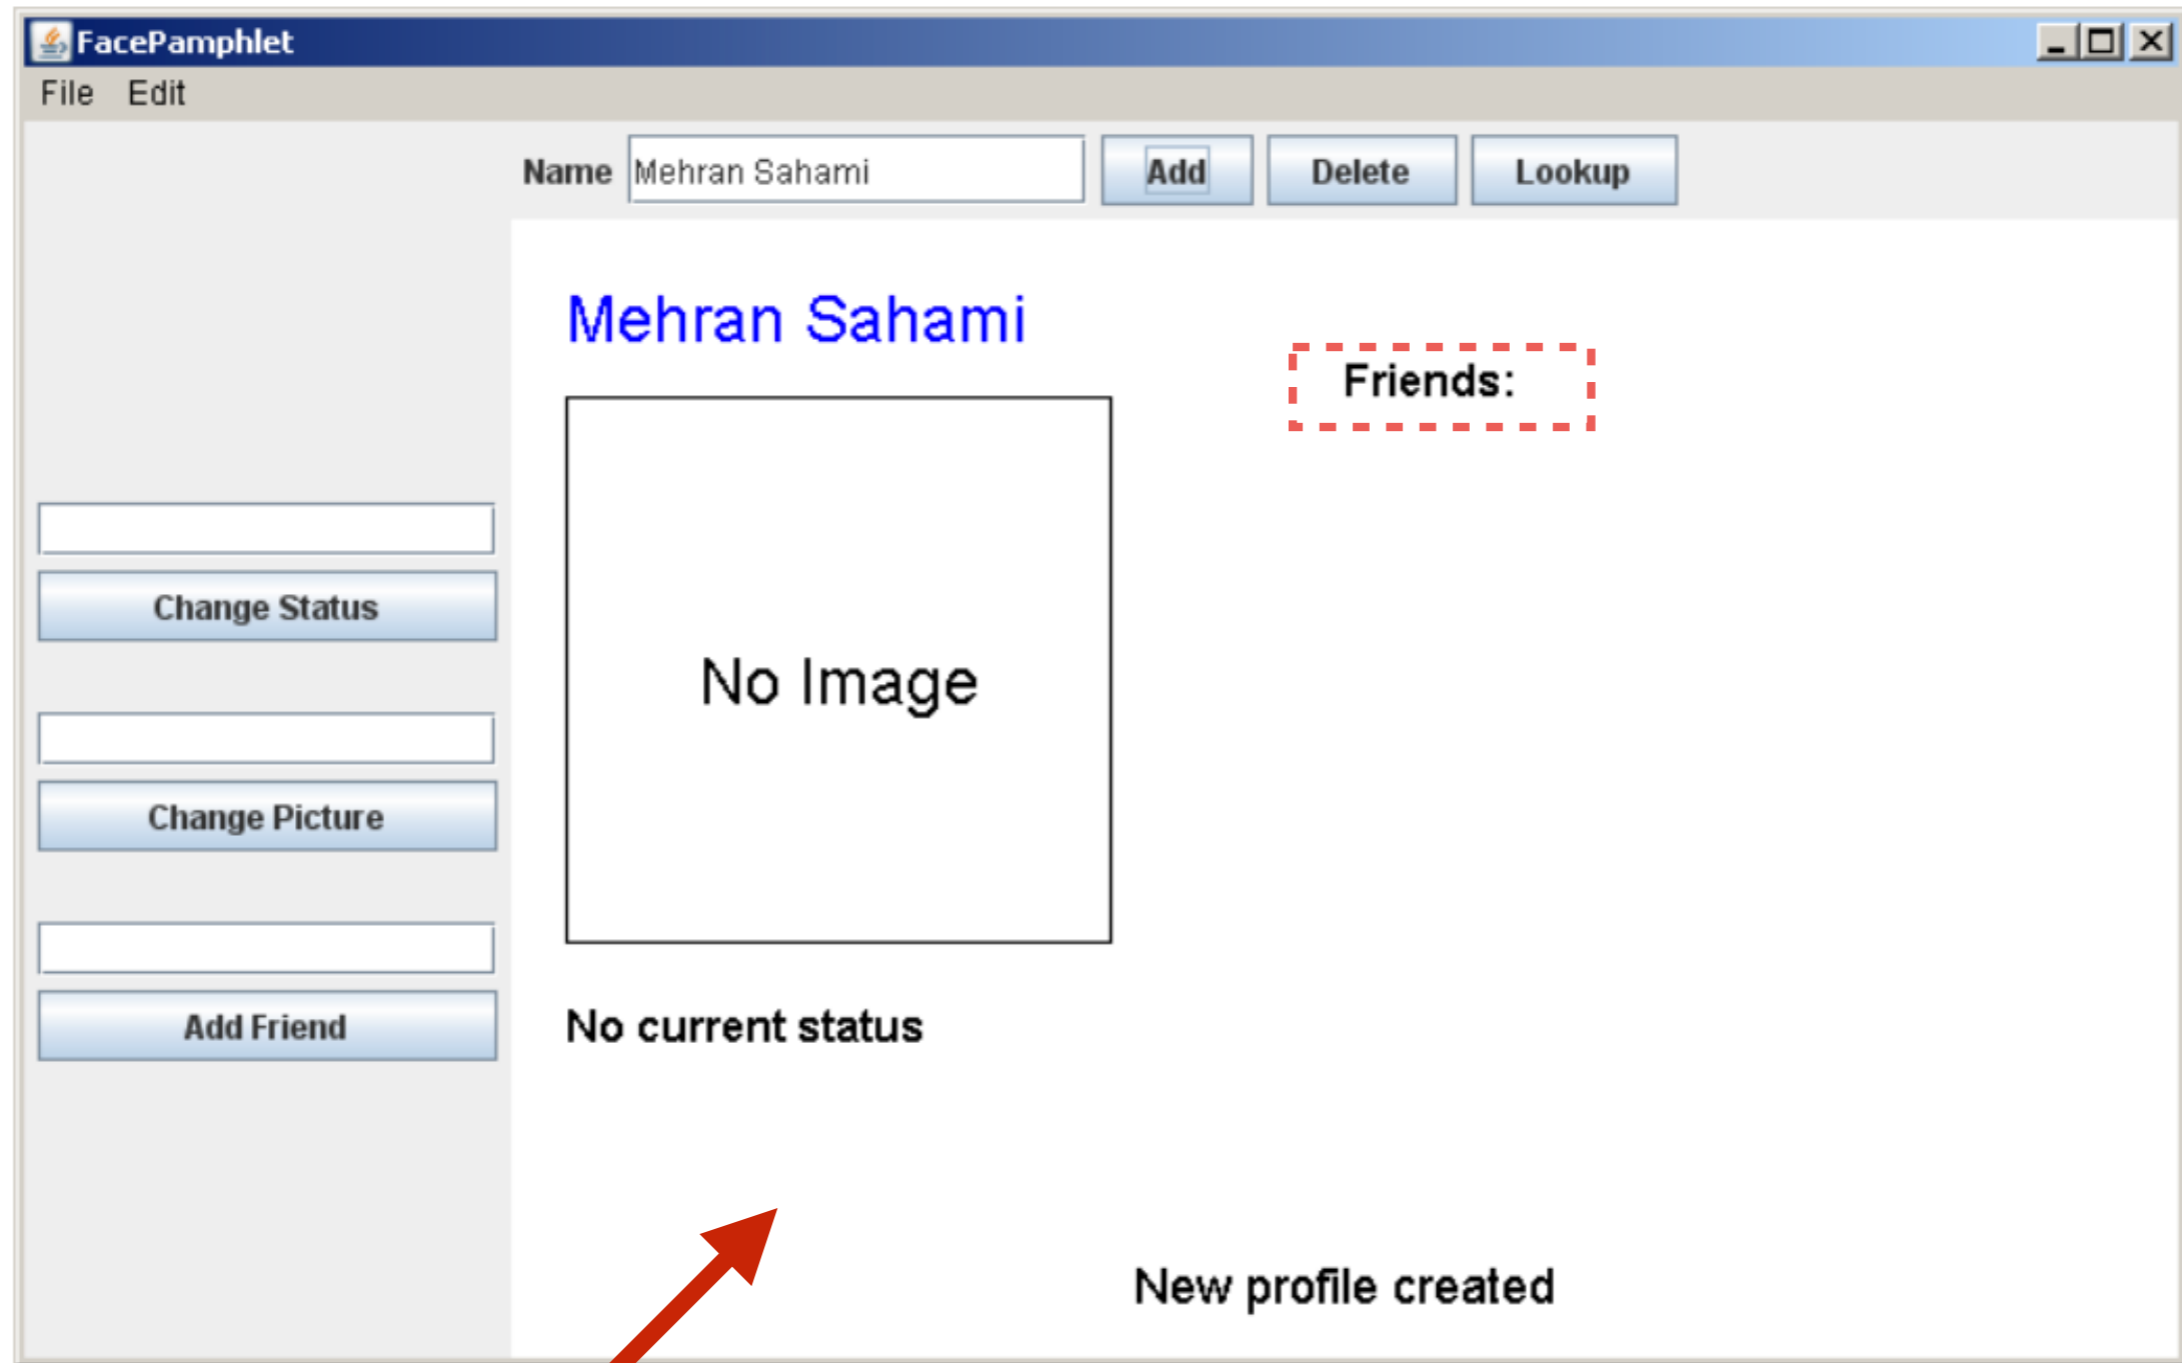 FacePamphlet
File Edit
Name Mehran Sahami Add Delete Lookup
Mehran Sahami
Friends:
Change Status
No Image
Change Picture
Add Friend
No current status
New profile created